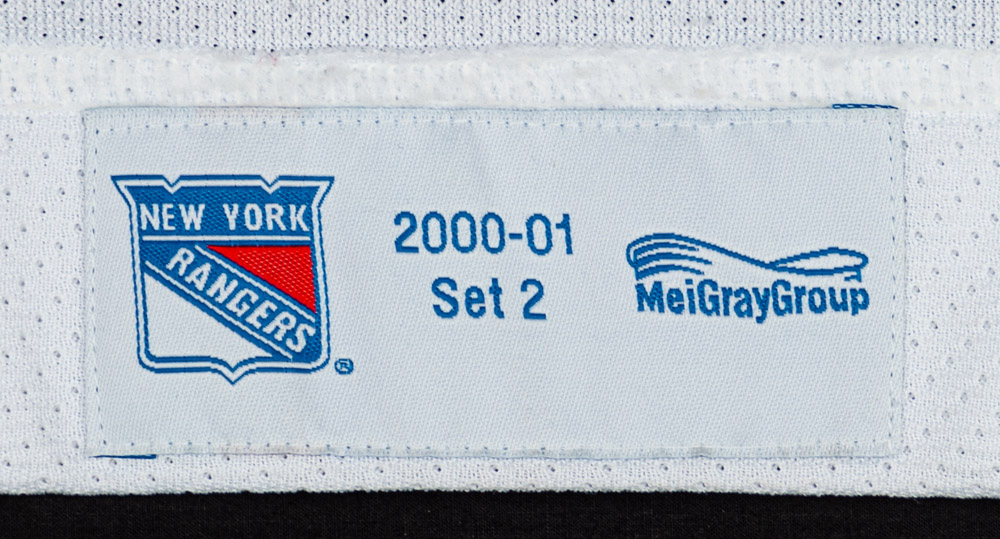 NEW YORK
RANGERS
®
2000-01
Set 2
MeiGrayGroup